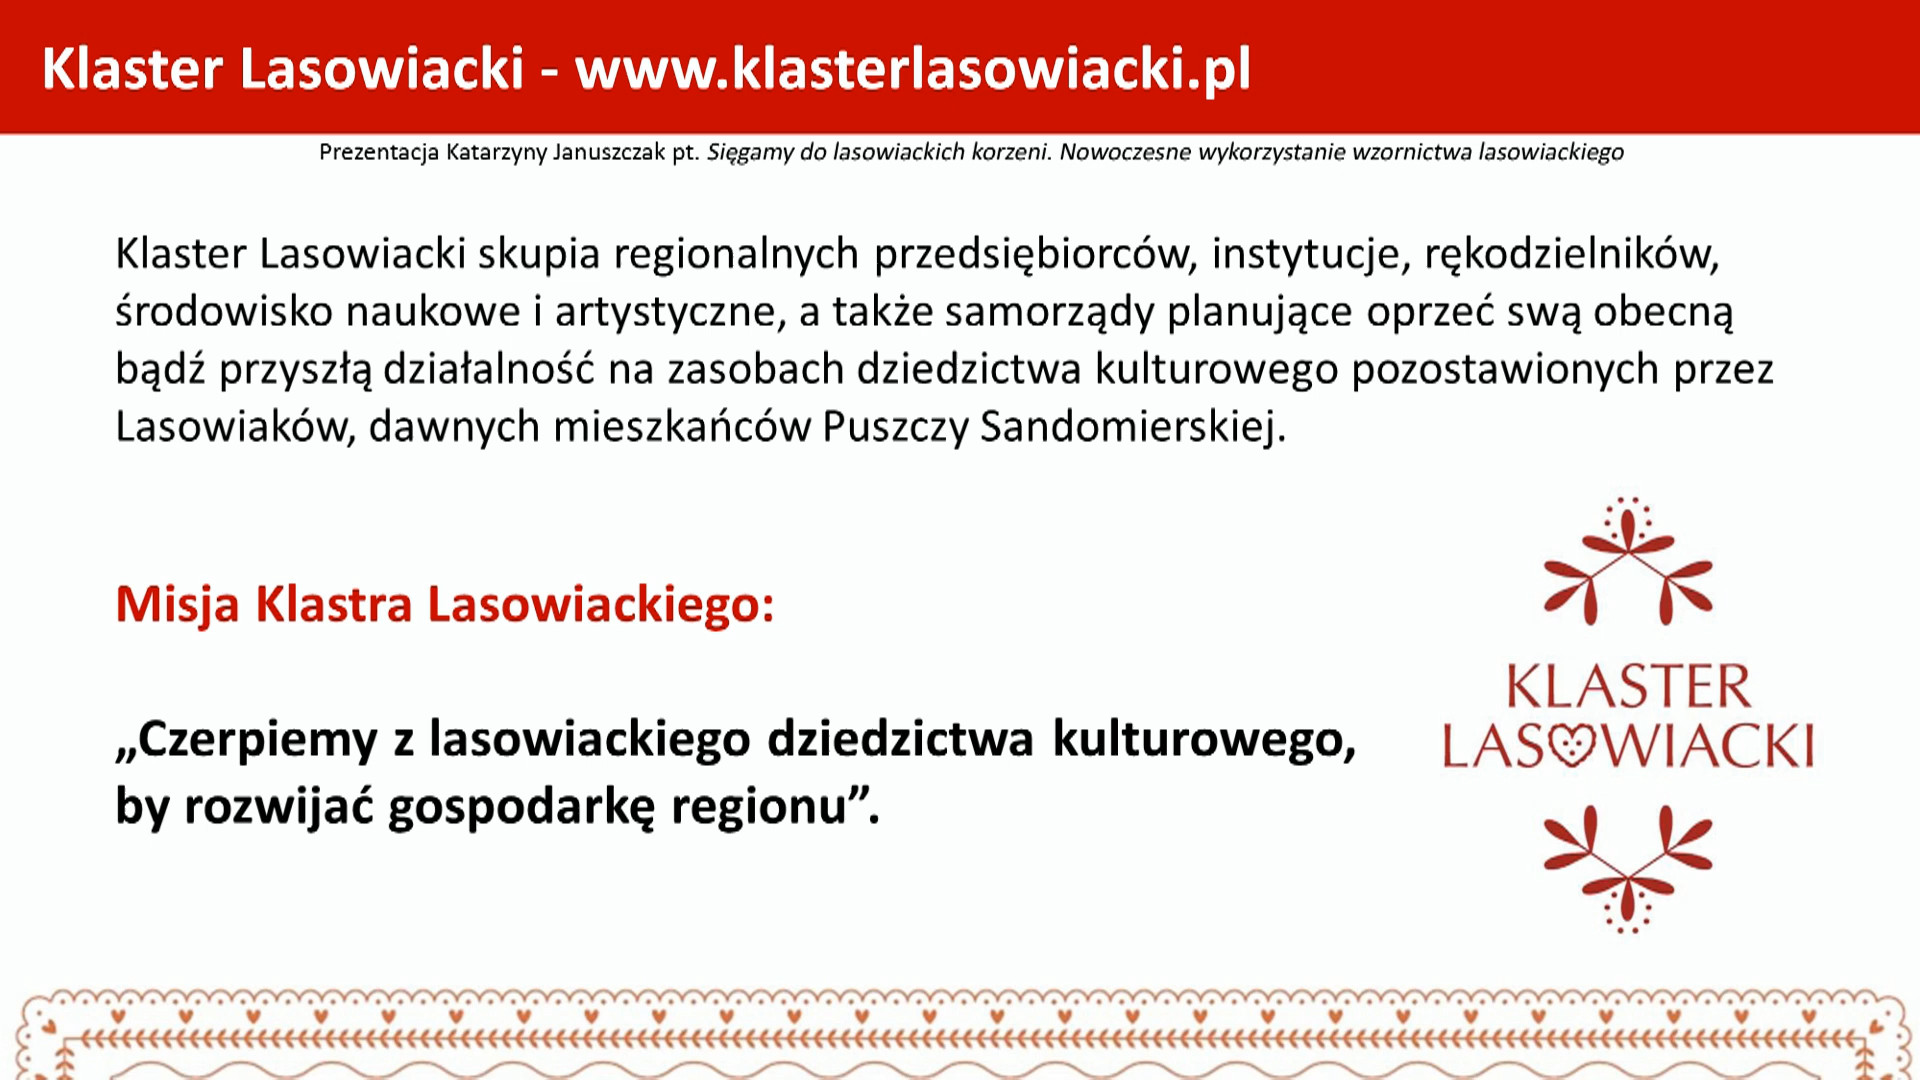 Klaster Lasowiacki - www.klasterlasowiacki.pl
Prezentacja Katarzyny Januszczak pt. Sięgamy do lasowiackich korzeni. Nowoczesne wykorzystanie wzornictwa lasowiackiego
Klaster Lasowiacki skupia regionalnych przedsiębiorców, instytucje, rękodzielników,
środowisko naukowe i artystyczne, a także samorządy planujące oprzeć swą obecną
bądź przyszłą działalność na zasobach dziedzictwa kulturowego pozostawionych przez
Lasowiaków, dawnych mieszkańców Puszczy Sandomierskiej.
Misja Klastra Lasowiackiego:
„Czerpiemy z lasowiackiego dziedzictwa kulturowego,
by rozwijać gospodarkę regionu”.
KLASTER
LASOWIACKI